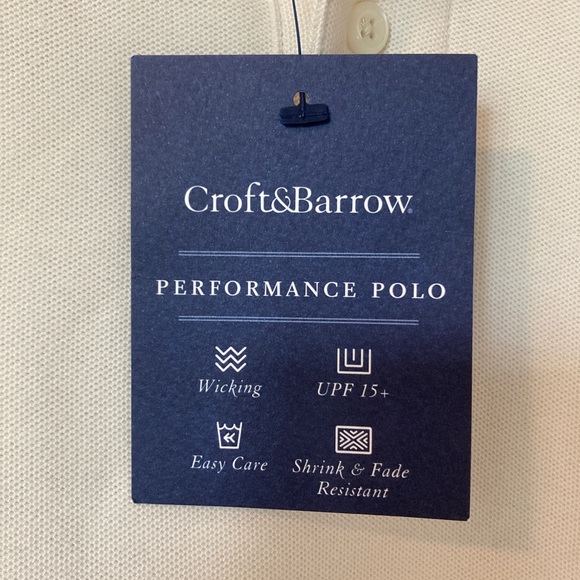 Croft&Barrow®
PERFORMANCE POLO
Wicking
UPF 15+
Easy Care
Shrink & Fade
Resistant